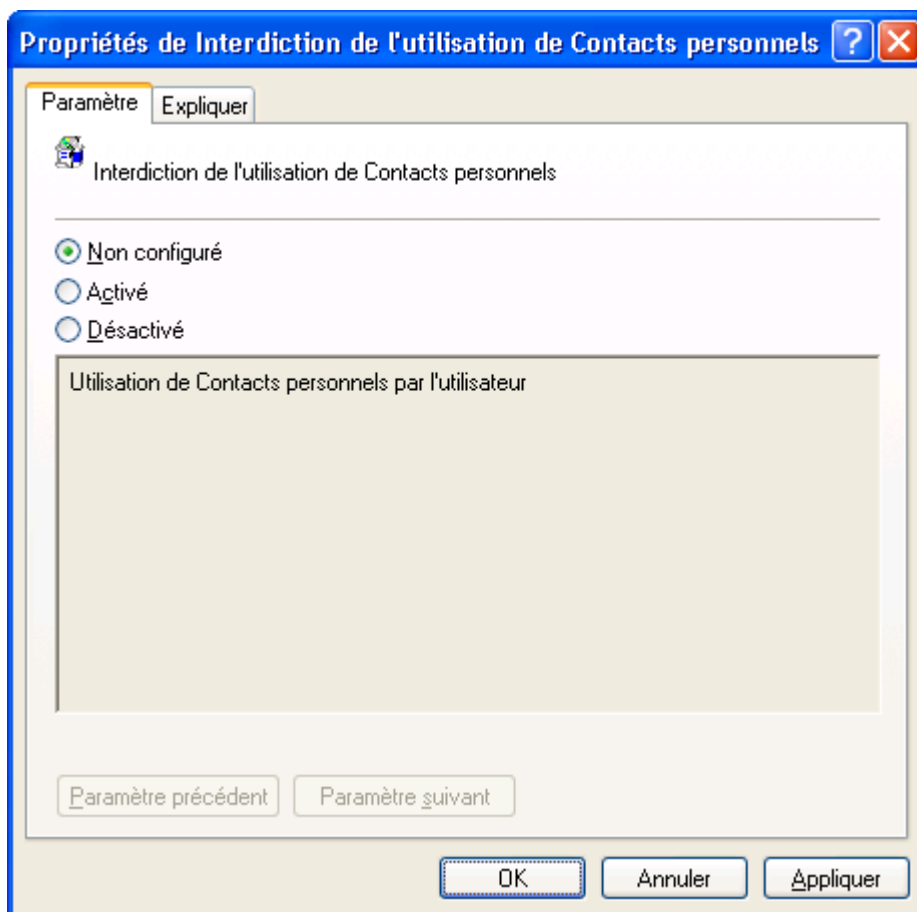 Propriétés de Interdiction de l'utilisation de Contacts personnels
Paramètre
Expliquer
Interdiction de l'utilisation de Contacts personnels
Non configuré
Activé
Désactivé
Utilisation de Contacts personnels par l'utilisateur
Paramètre précédent
Paramètre suivant
OK
Annuler
Appliquer